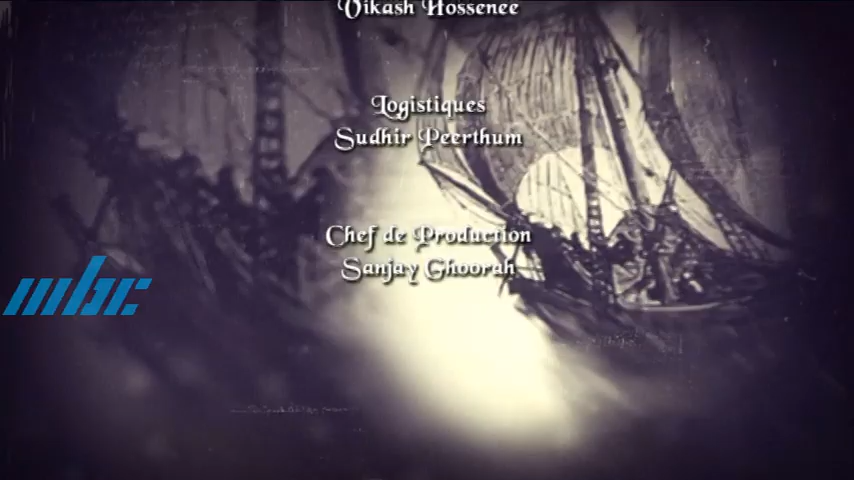 Vikash Hossenee
Logistiques
Sudhir Peerthum
Chef de Production
Sanjay Ghoorah
mbc